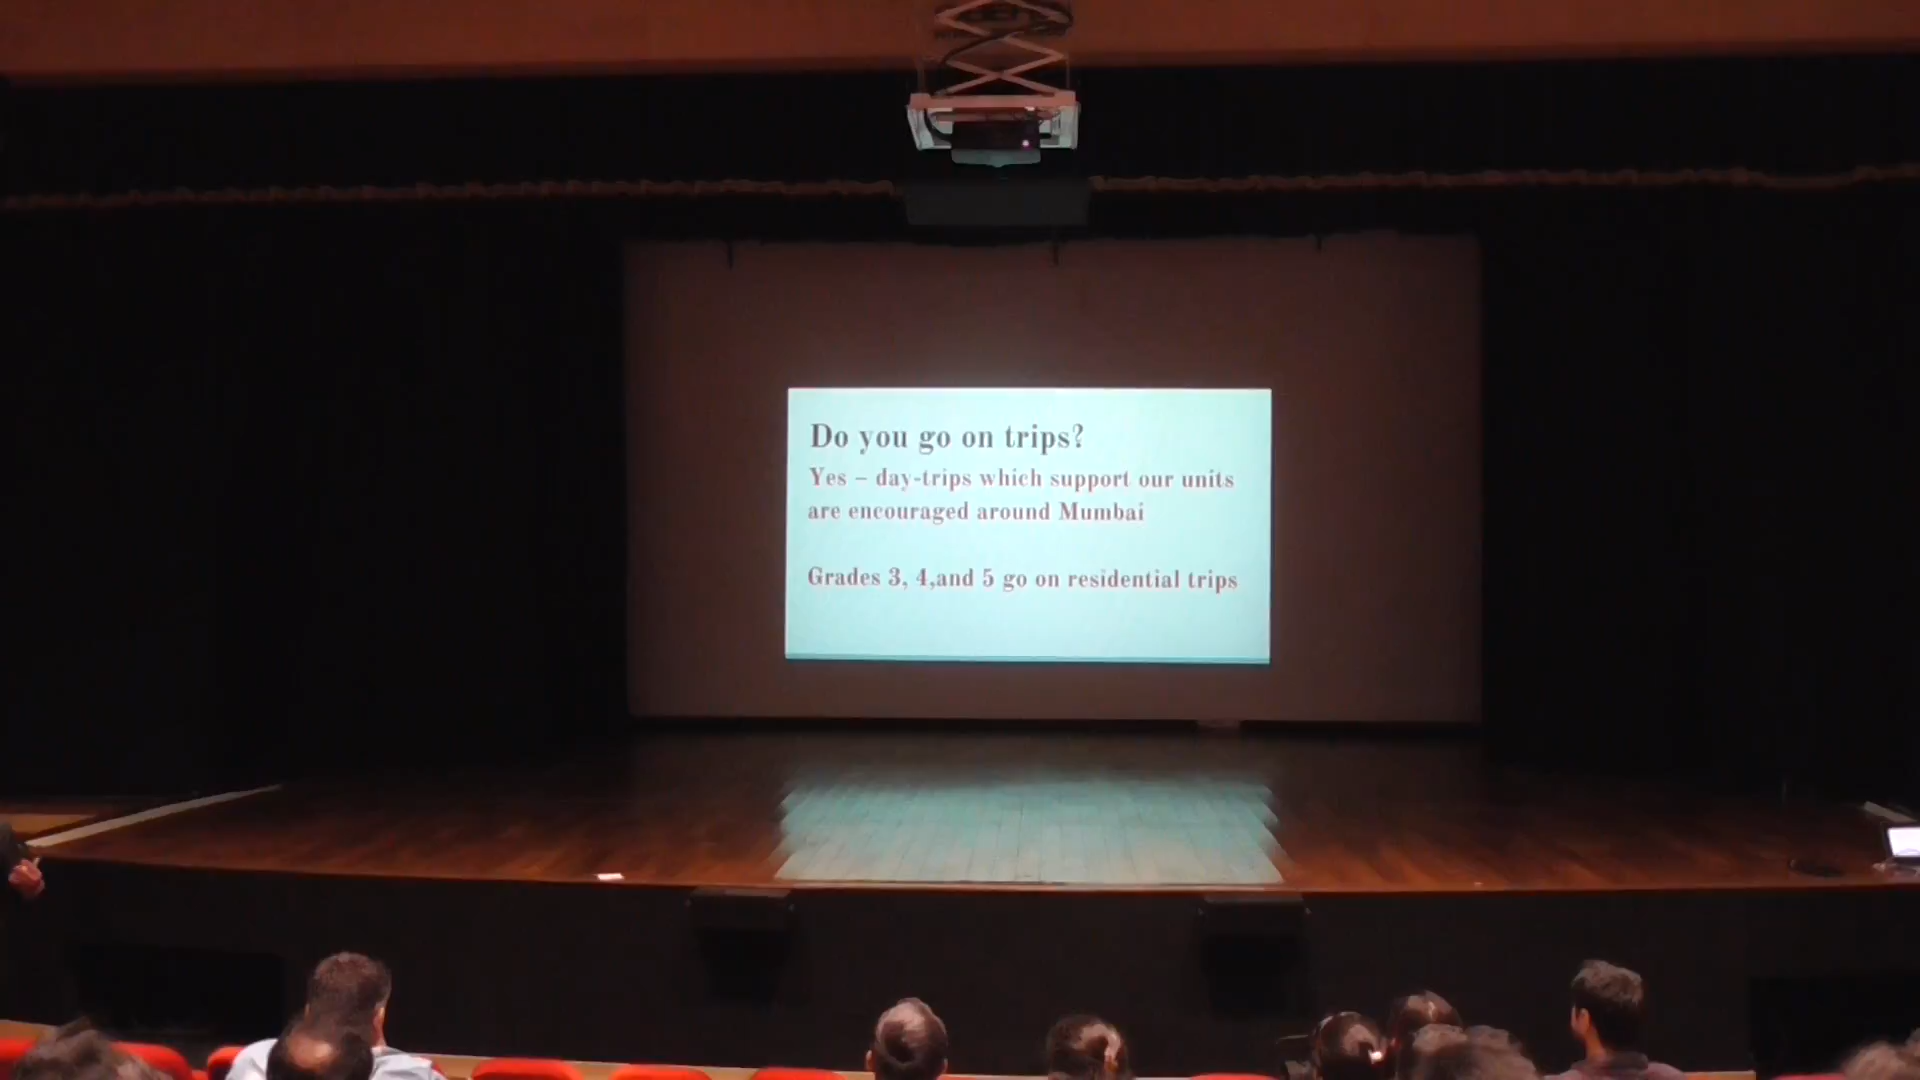 Do you go on trips?
Yes – day-trips which support our units
are encouraged around Mumbai
Grades 3, 4,and 5 go on residential trips